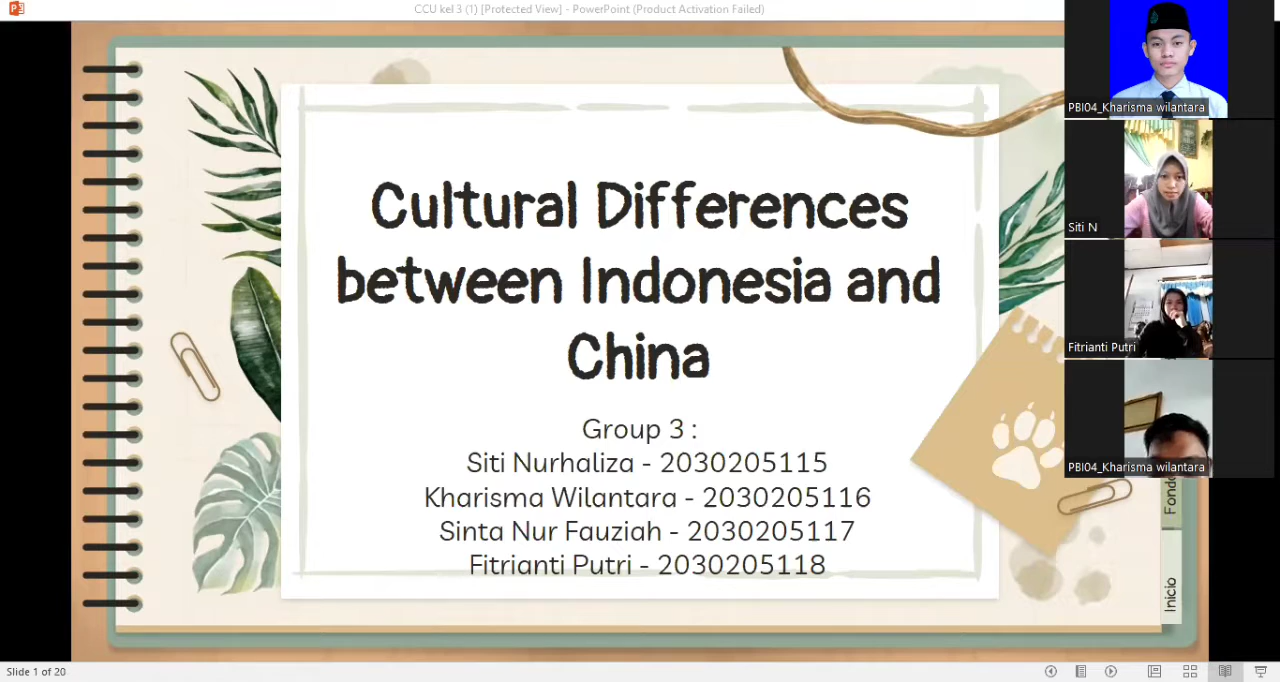 CCU kel 3 (1) [Protected View] - PowerPoint (Product Activation Failed)
Cultural Differences
between Indonesia and
China
Group 3 :
Siti Nurhaliza - 2030205115
Kharisma Wilantara - 2030205116
Sinta Nur Fauziah - 2030205117
Fitrianti Putri - 2030205118
PBI04_Kharisma wilantara
Siti N
Fitrianti Putri
PBI04_Kharisma wilantara
Inicio
Slide 1 of 20